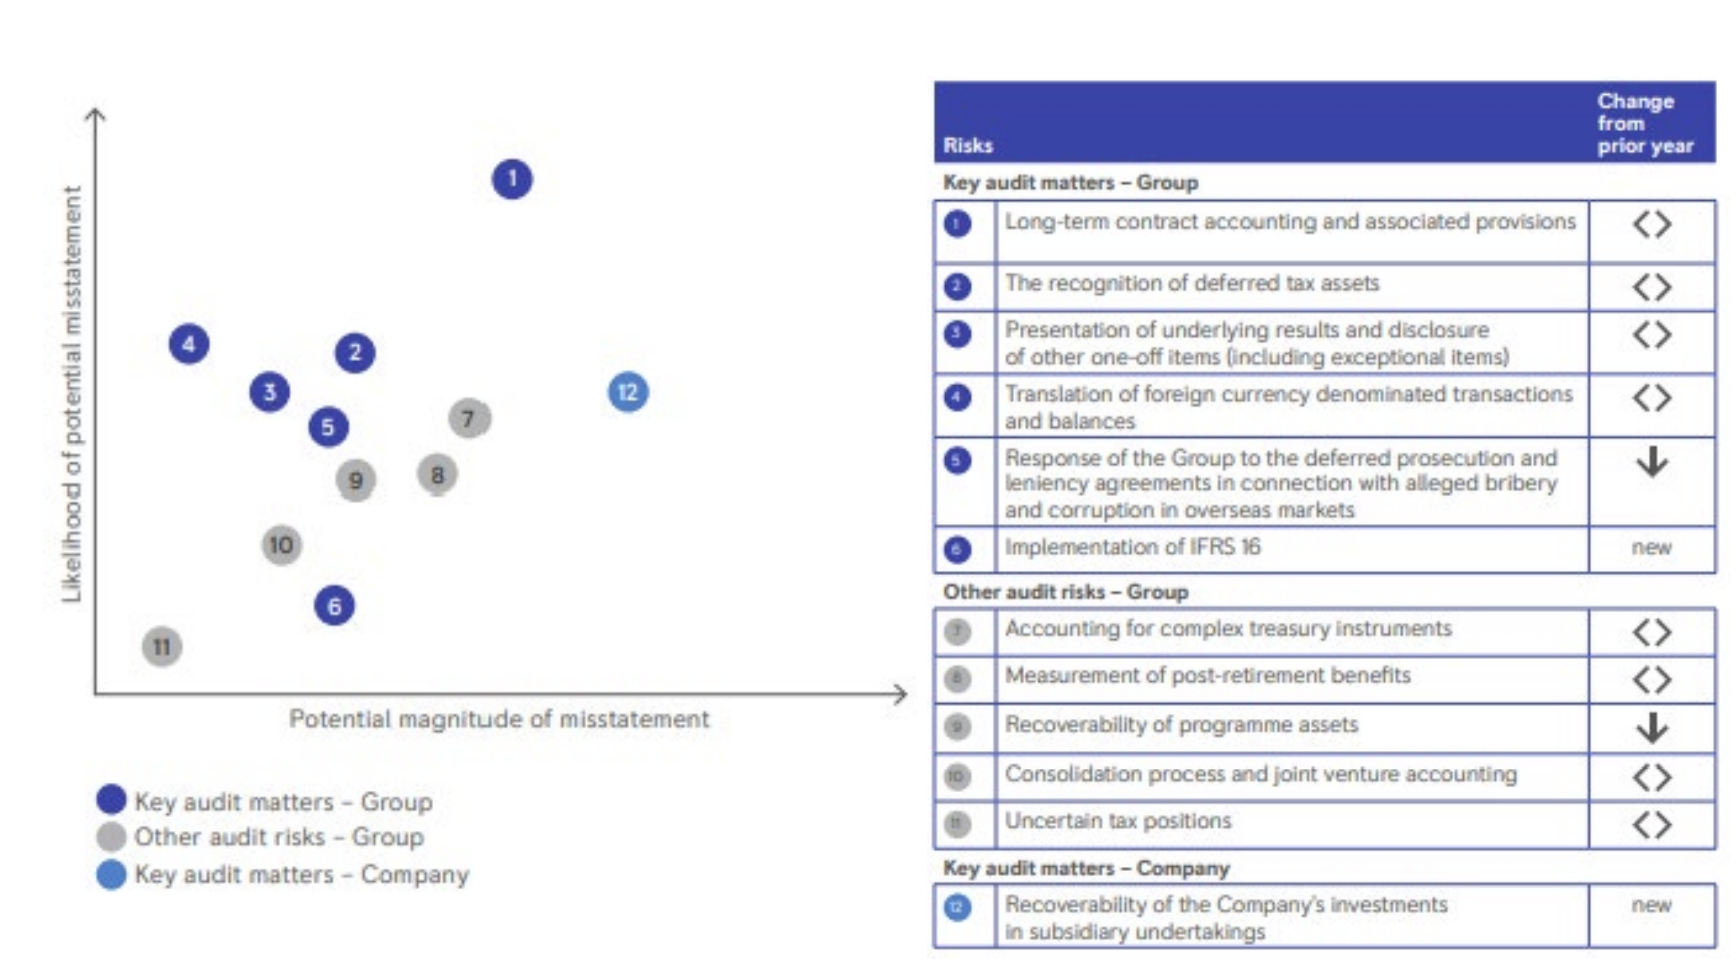 Likelihood of potential misstatement
1
4
2
3
12
5
7
9
8
10
6
11
Potential magnitude of misstatement
Key audit matters – Group
Other audit risks – Group
Key audit matters – Company
Risks
Change
from
prior year
Key audit matters – Group
1 Long-term contract accounting and associated provisions
2 The recognition of deferred tax assets
3 Presentation of underlying results and disclosure
of other one-off items (including exceptional items)
4 Translation of foreign currency denominated transactions
and balances
5 Response of the Group to the deferred prosecution and
leniency agreements in connection with alleged bribery
and corruption in overseas markets
6 Implementation of IFRS 16 new
Other audit risks – Group
7 Accounting for complex treasury instruments
8 Measurement of post-retirement benefits
9 Recoverability of programme assets
10 Consolidation process and joint venture accounting
11 Uncertain tax positions
Key audit matters – Company
12 Recoverability of the Company's investments new
in subsidiary undertakings